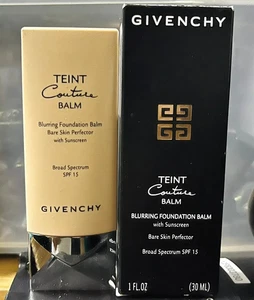 TEINT
Couture
BALM
Blurring Foundation Balm
Bare Skin Perfector
with Sunscreen
Broad Spectrum
SPF 15
GIVENCHY
GIVENCHY
TEINT
Couture
BALM
BLURRING FOUNDATION BALM
Bare Skin Perfector
with Sunscreen
Broad Spectrum SPF 15
1 FL.OZ (30 ML)